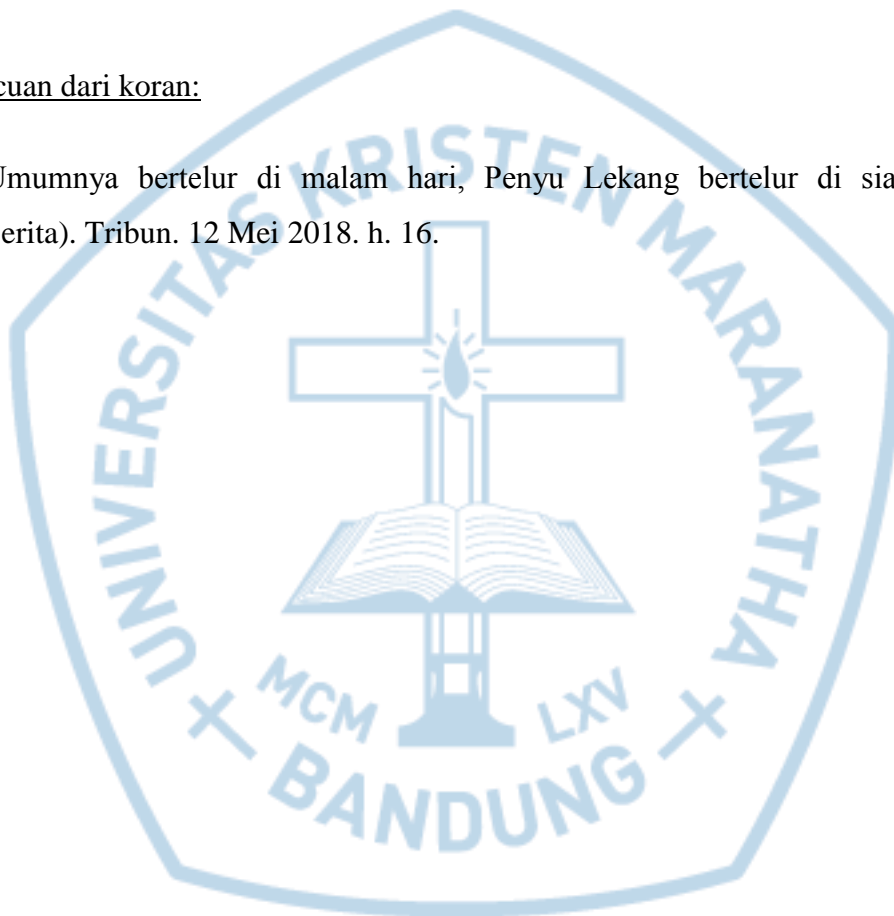 cuan dari koran:
Umumnya bertelur di malam hari, Penyu Lekang bertelur di sia
erita). Tribun. 12 Mei 2018. h. 16.
UNIVERSITAS KRISTEN MARANATHA
MCM LXV
BANDUNG